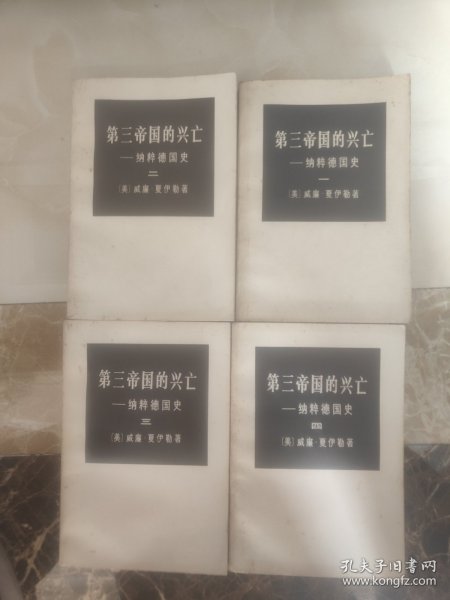 第三帝国的兴亡
—纳粹德国史
二
〔美〕威廉·夏伊勒著
第三帝国的兴亡
—纳粹德国史
一
〔美〕威廉·夏伊勒著
第三帝国的兴亡
—纳粹德国史
三
〔美〕威廉·夏伊勒著
第三帝国的兴亡
—纳粹德国史
四
〔美〕威廉·夏伊勒著
孔夫子旧书网
www.kongfz.com